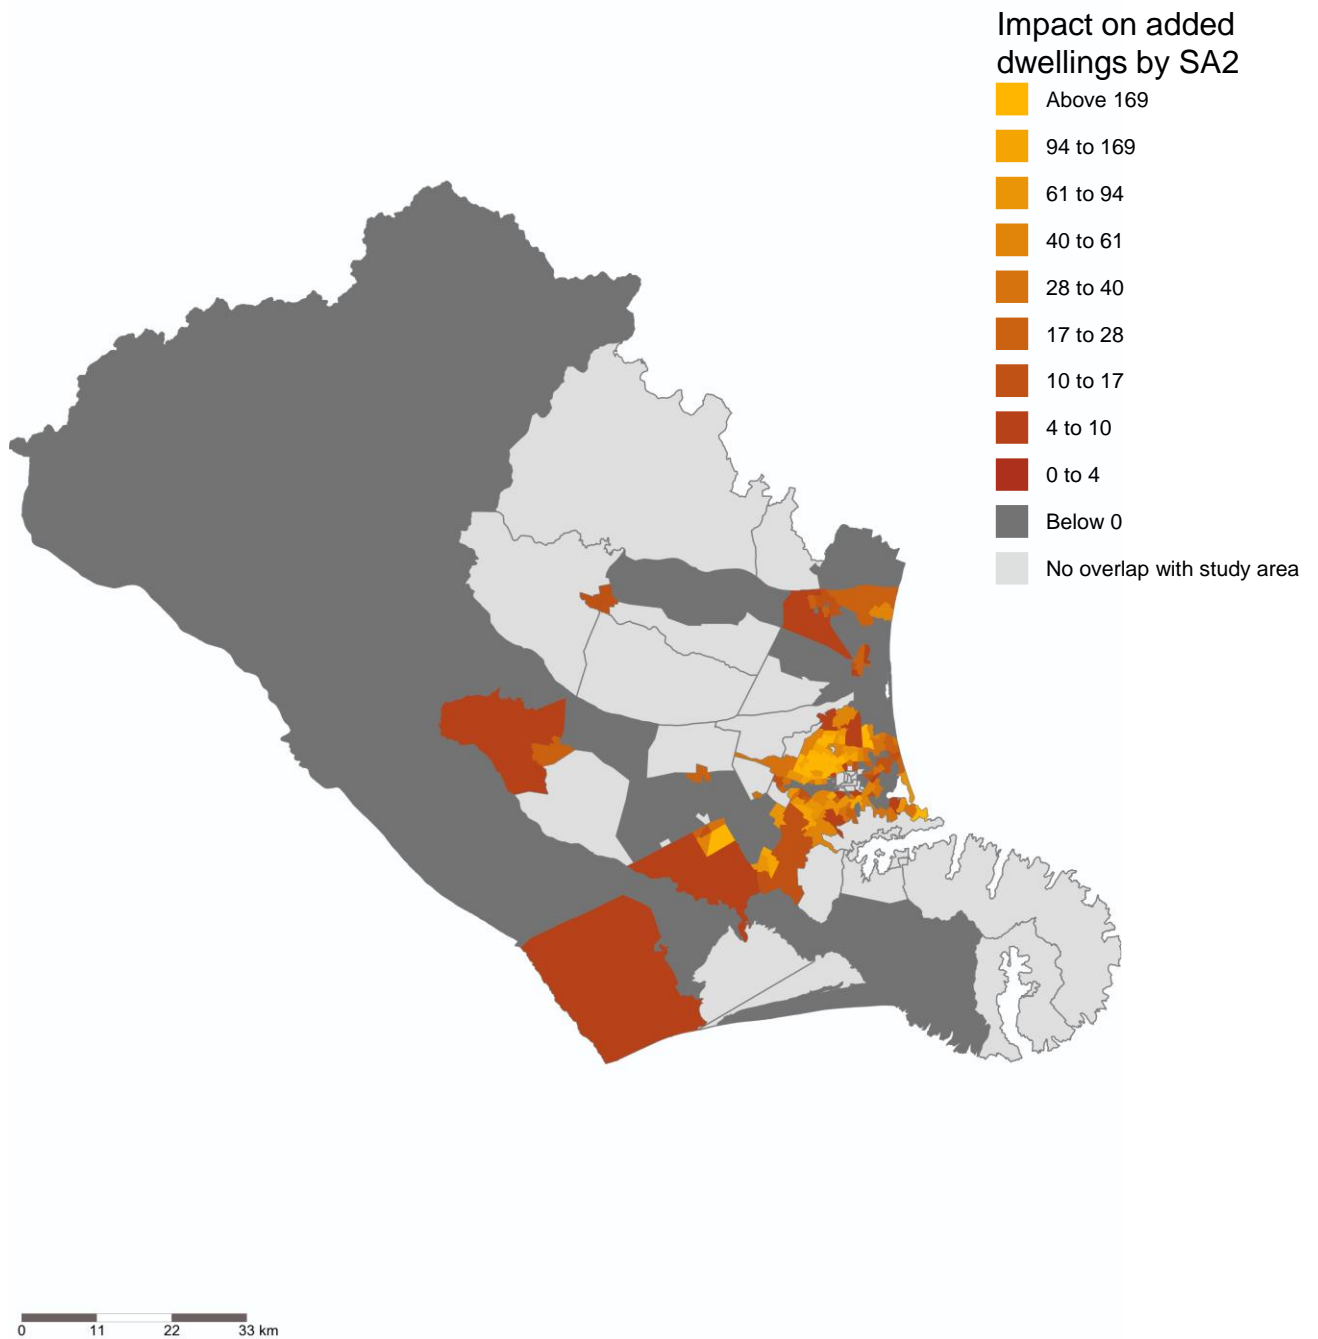 Impact on added
dwellings by SA2
Above 169
94 to 169
61 to 94
40 to 61
28 to 40
17 to 28
10 to 17
4 to 10
0 to 4
Below 0
No overlap with study area
0 11 22 33 km